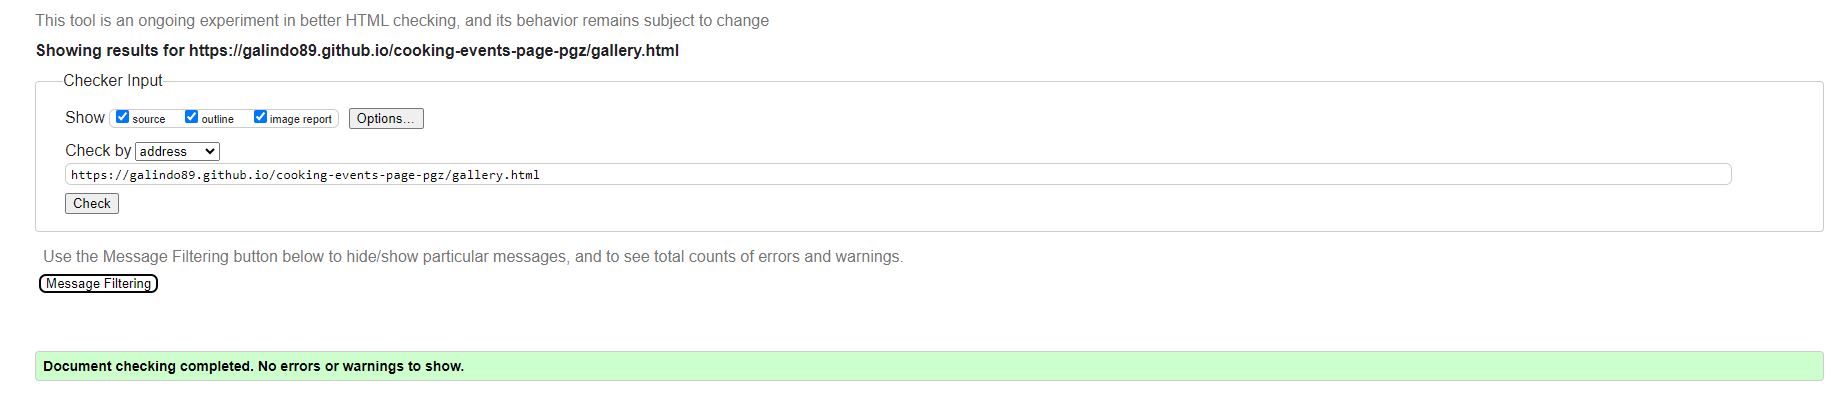 This tool is an ongoing experiment in better HTML checking, and its behavior remains subject to change
Showing results for https://galindo89.github.io/cooking-events-page-pgz/gallery.html
Checker Input
Show source outline image report Options...
Check by address
https://galindo89.github.io/cooking-events-page-pgz/gallery.html
Check
Use the Message Filtering button below to hide/show particular messages, and to see total counts of errors and warnings.
Message Filtering
Document checking completed. No errors or warnings to show.